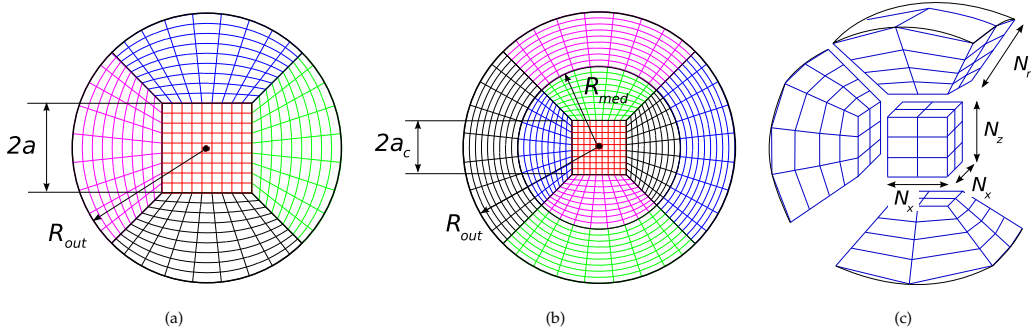 2a
R_out
(a)
2a_c
R_med
R_out
(b)
N_r
N_z
N_x
N_x
(c)